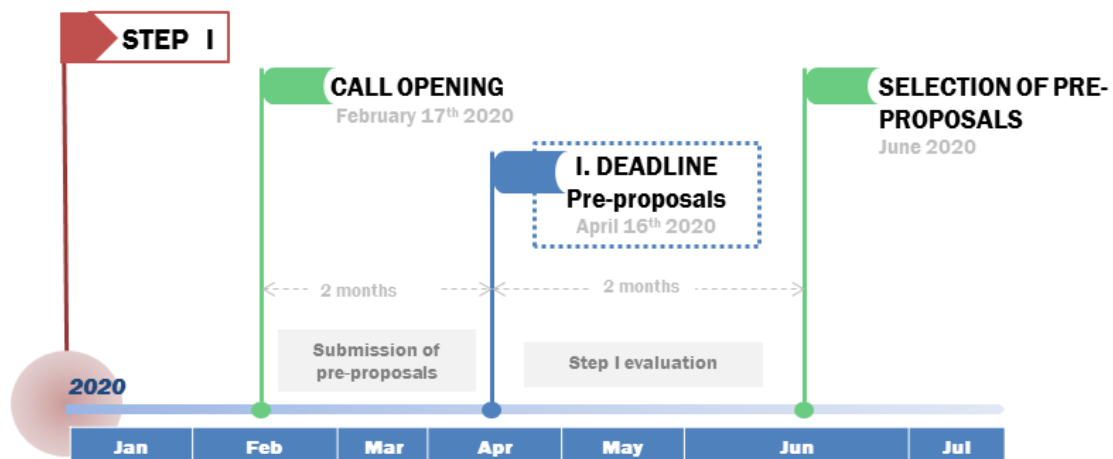 STEP I
CALL OPENING
February 17th 2020
SELECTION OF PRE-
PROPOSALS
June 2020
I. DEADLINE
Pre-proposals
April 16th 2020
2 months
2 months
Submission of
pre-proposals
Step I evaluation
2020
Jan Feb Mar Apr May Jun Jul